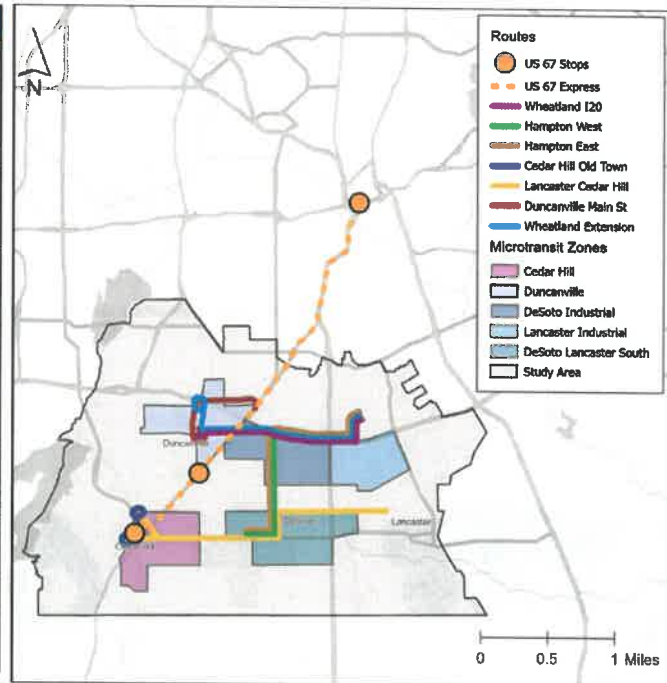 N
Routes
US 67 Stops
US 67 Express
Wheatland I20
Hampton West
Hampton East
Cedar Hill Old Town
Lancaster Cedar Hill
Duncanville Main St
Wheatland Extension
Microtransit Zones
Cedar Hill
Duncanville
DeSoto Industrial
Lancaster Industrial
DeSoto Lancaster South
Study Area
Lancaster
0 0.5 1 Miles